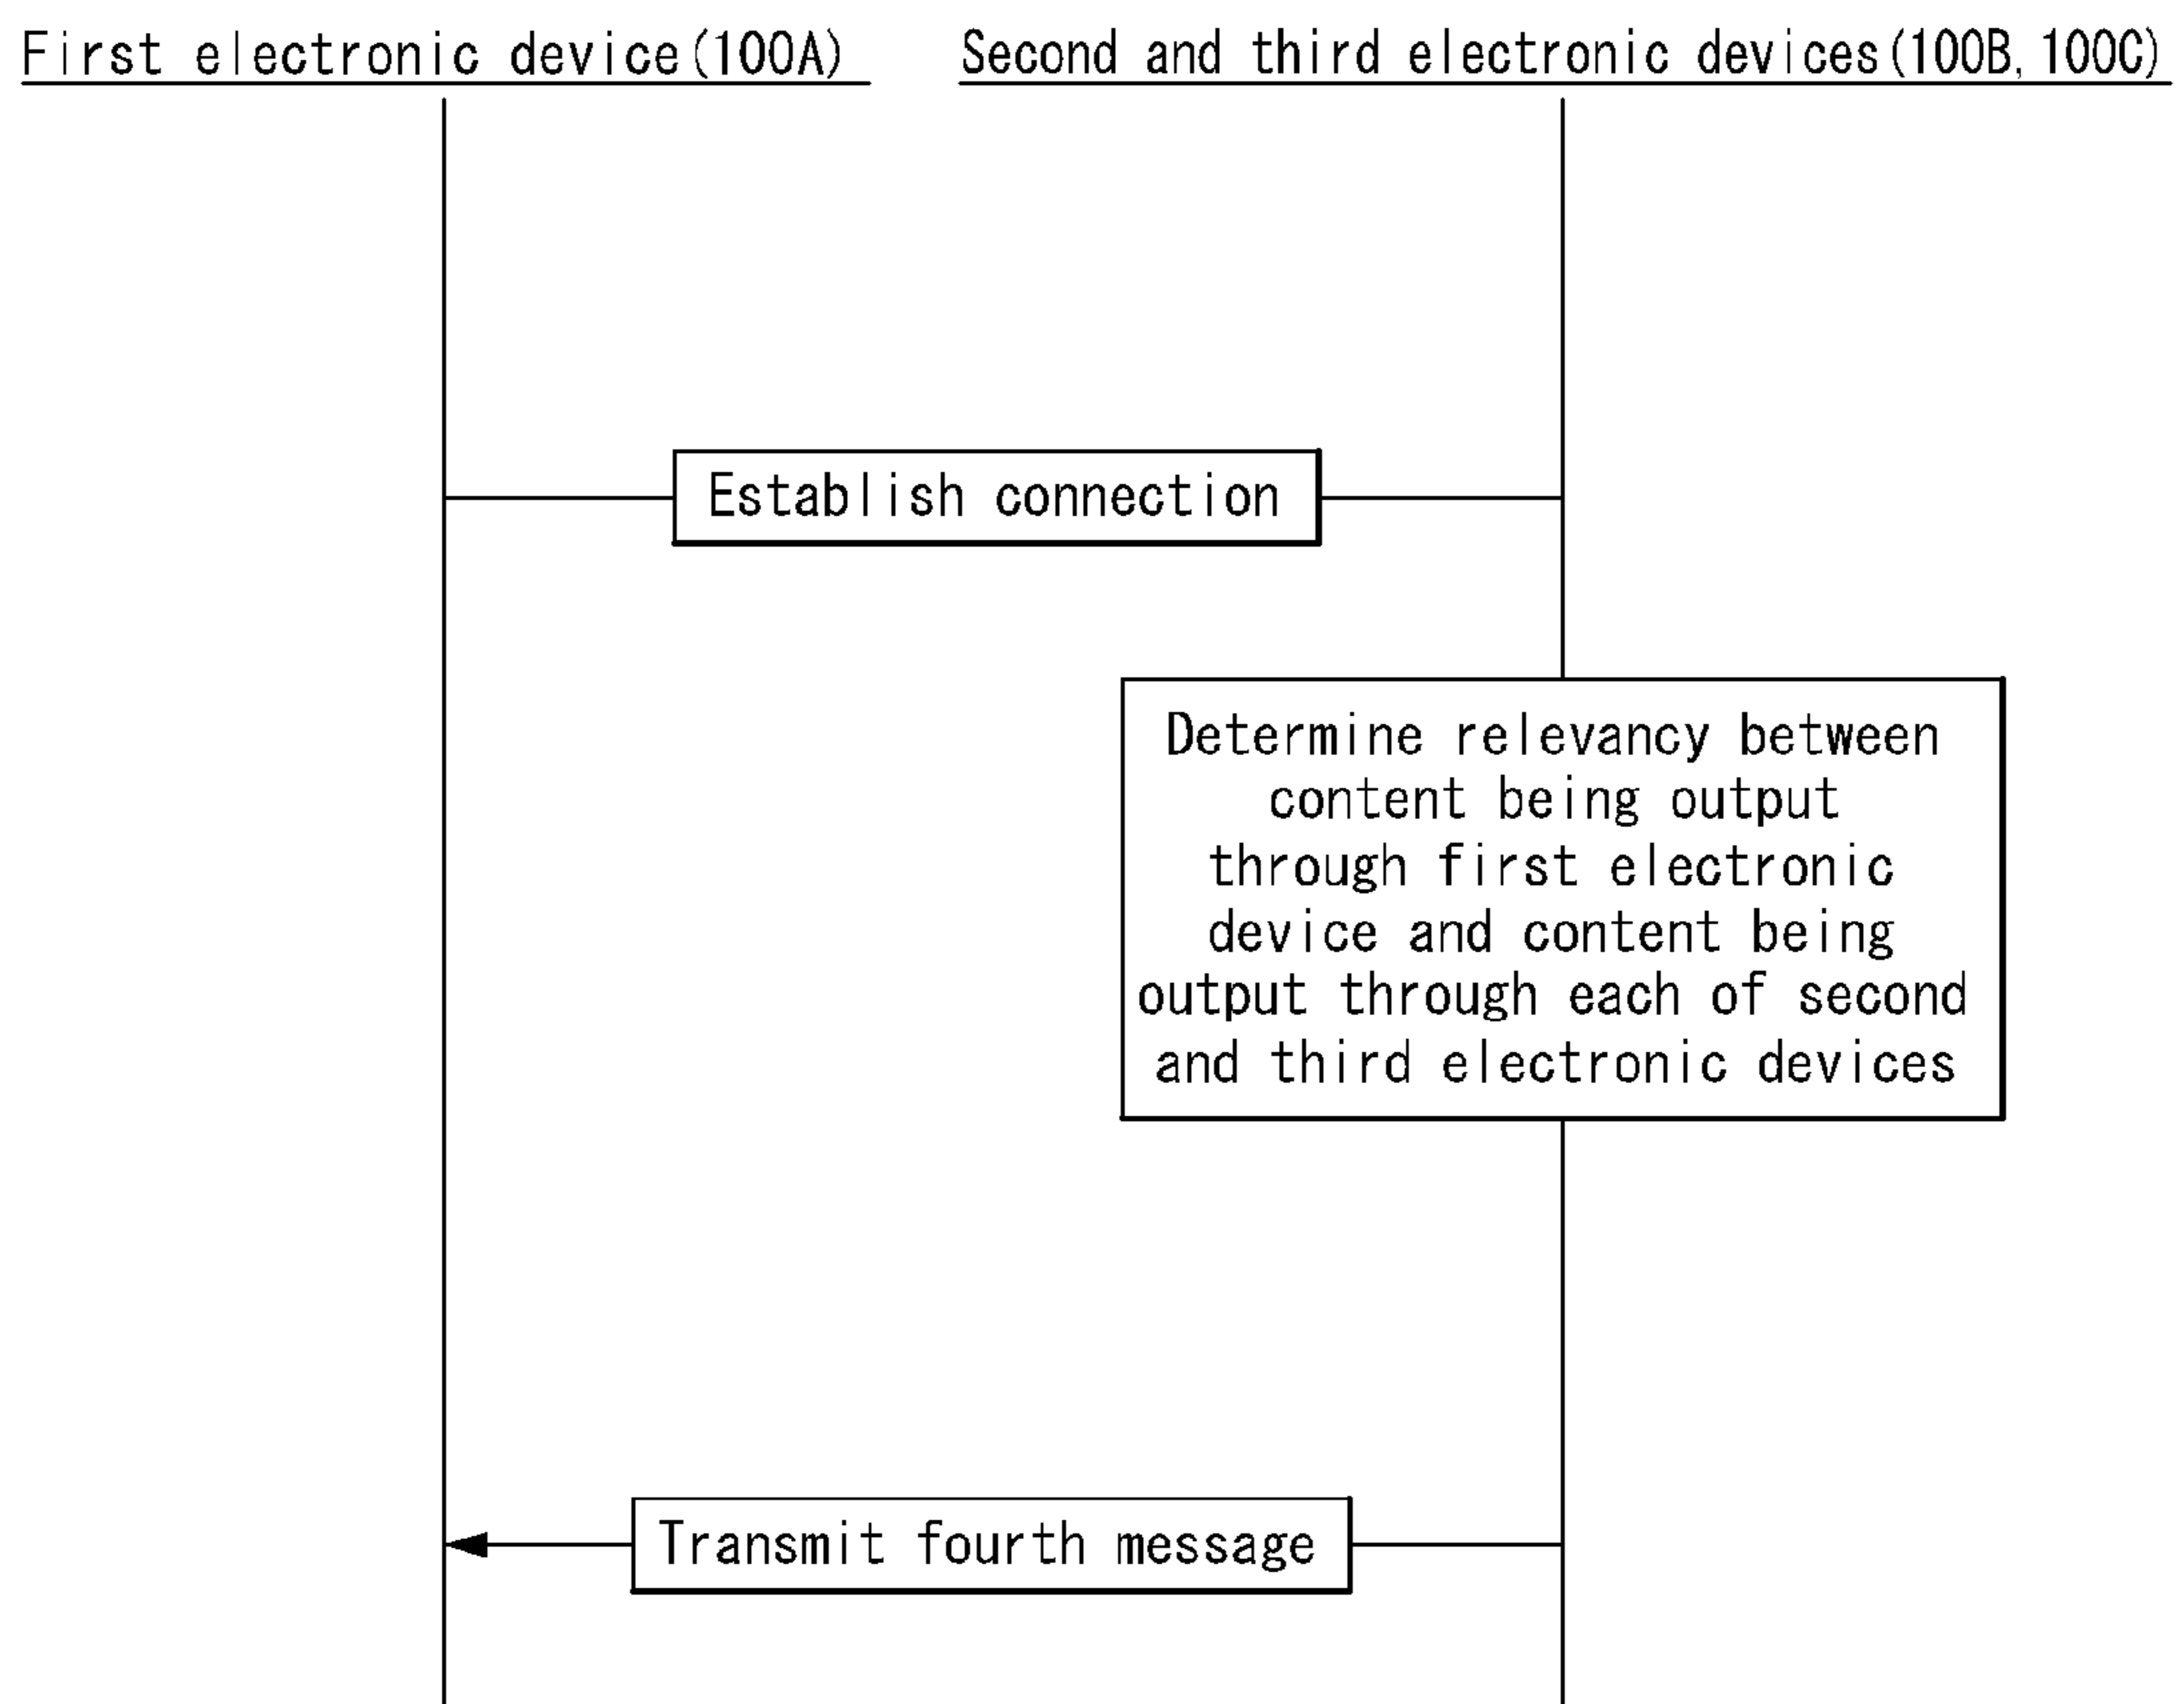 First electronic device(100A)
Second and third electronic devices(100B, 100C)
Establish connection
Determine relevancy between
content being output
through first electronic
device and content being
output through each of second
and third electronic devices
Transmit fourth message